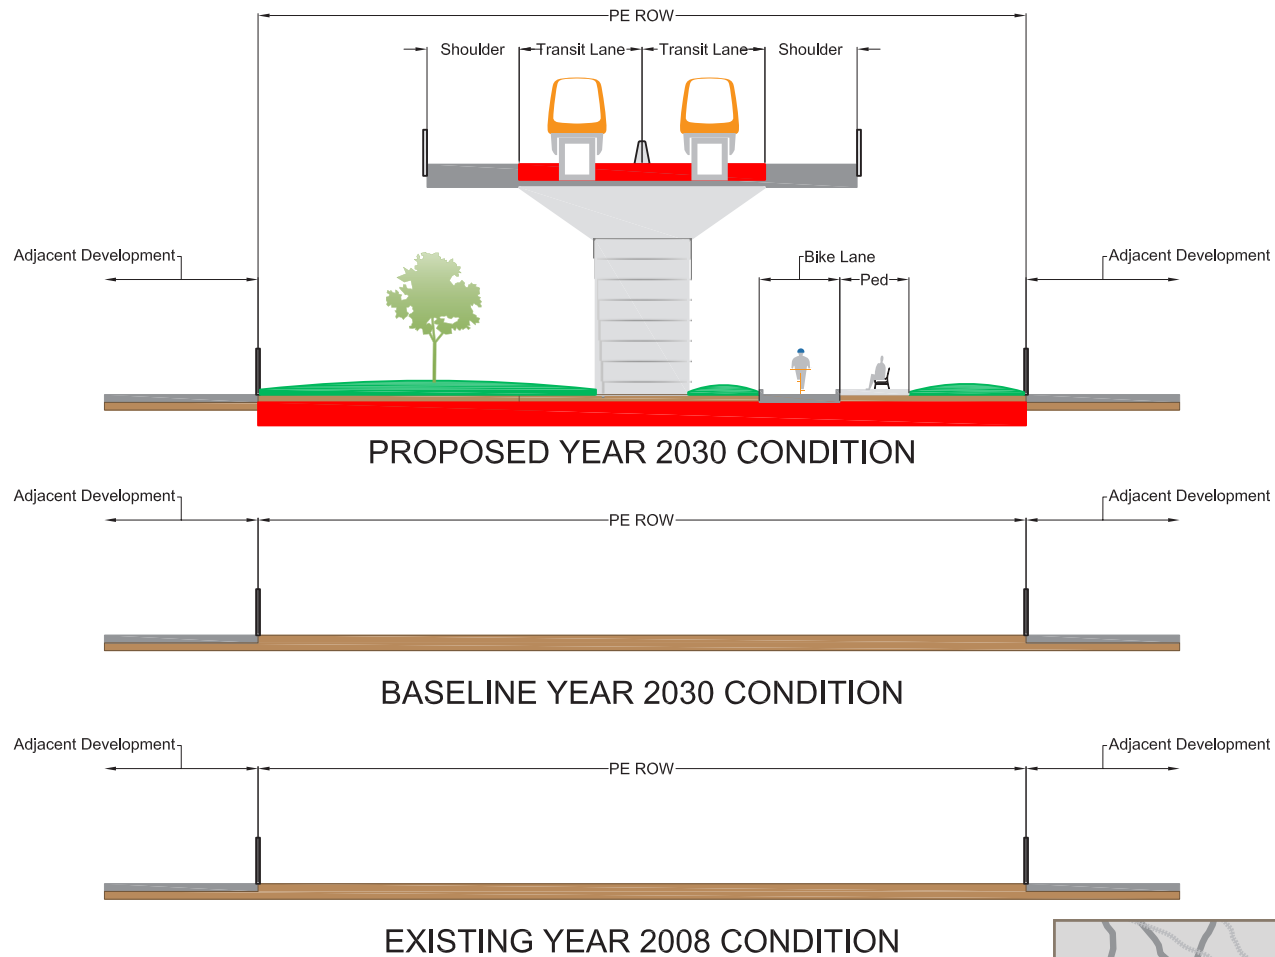 PE ROW
Shoulder Transit Lane Transit Lane Shoulder
Adjacent Development
Bike Lane
Ped
Adjacent Development
PROPOSED YEAR 2030 CONDITION
Adjacent Development
PE ROW
Adjacent Development
BASELINE YEAR 2030 CONDITION
Adjacent Development
PE ROW
Adjacent Development
EXISTING YEAR 2008 CONDITION